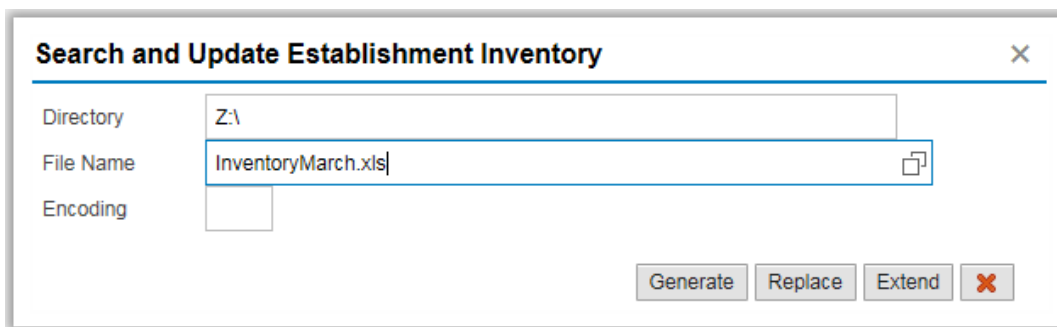 Search and Update Establishment Inventory
Directory Z:\
File Name InventoryMarch.xls
Encoding
Generate Replace Extend